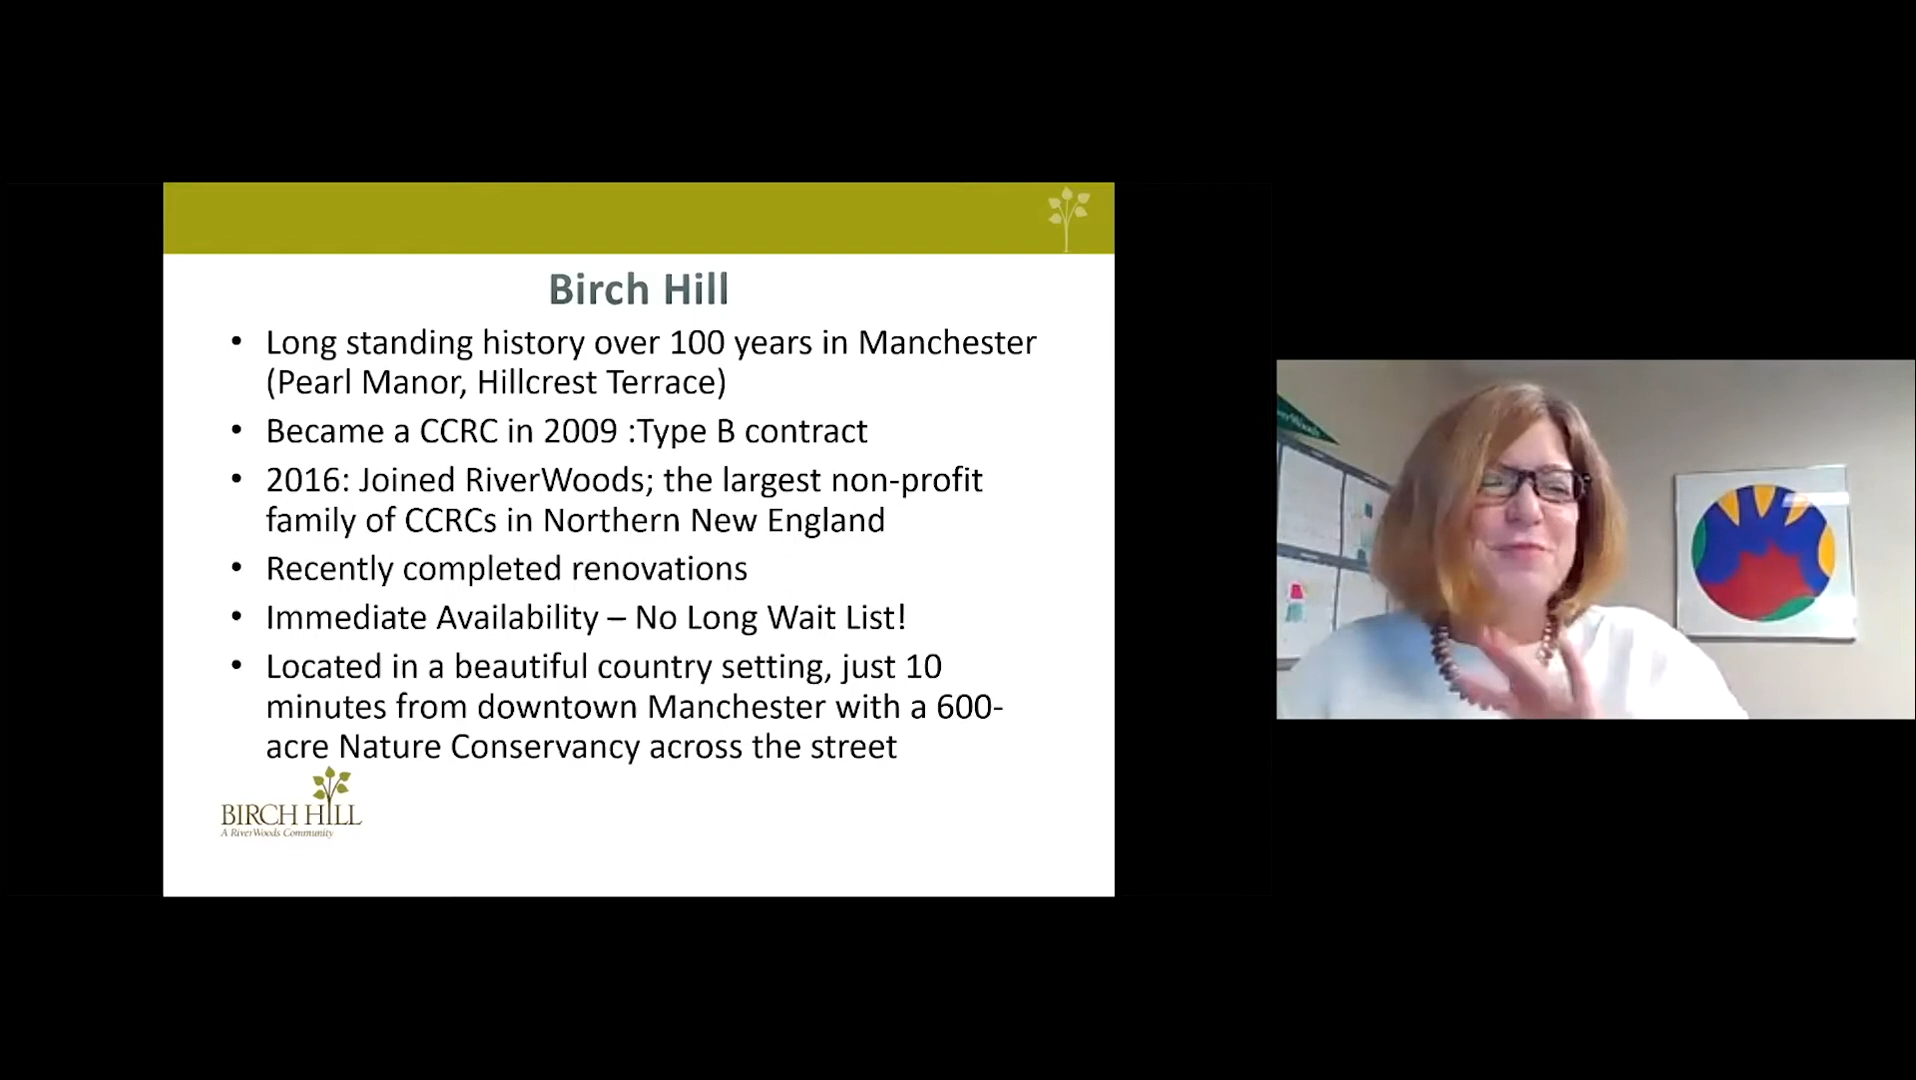 Birch Hill
• Long standing history over 100 years in Manchester
(Pearl Manor, Hillcrest Terrace)
• Became a CCRC in 2009 :Type B contract
• 2016: Joined RiverWoods; the largest non-profit
family of CCRCs in Northern New England
• Recently completed renovations
• Immediate Availability – No Long Wait List!
• Located in a beautiful country setting, just 10
minutes from downtown Manchester with a 600-
acre Nature Conservancy across the street
BIRCH HILL
A RiverWoods Community